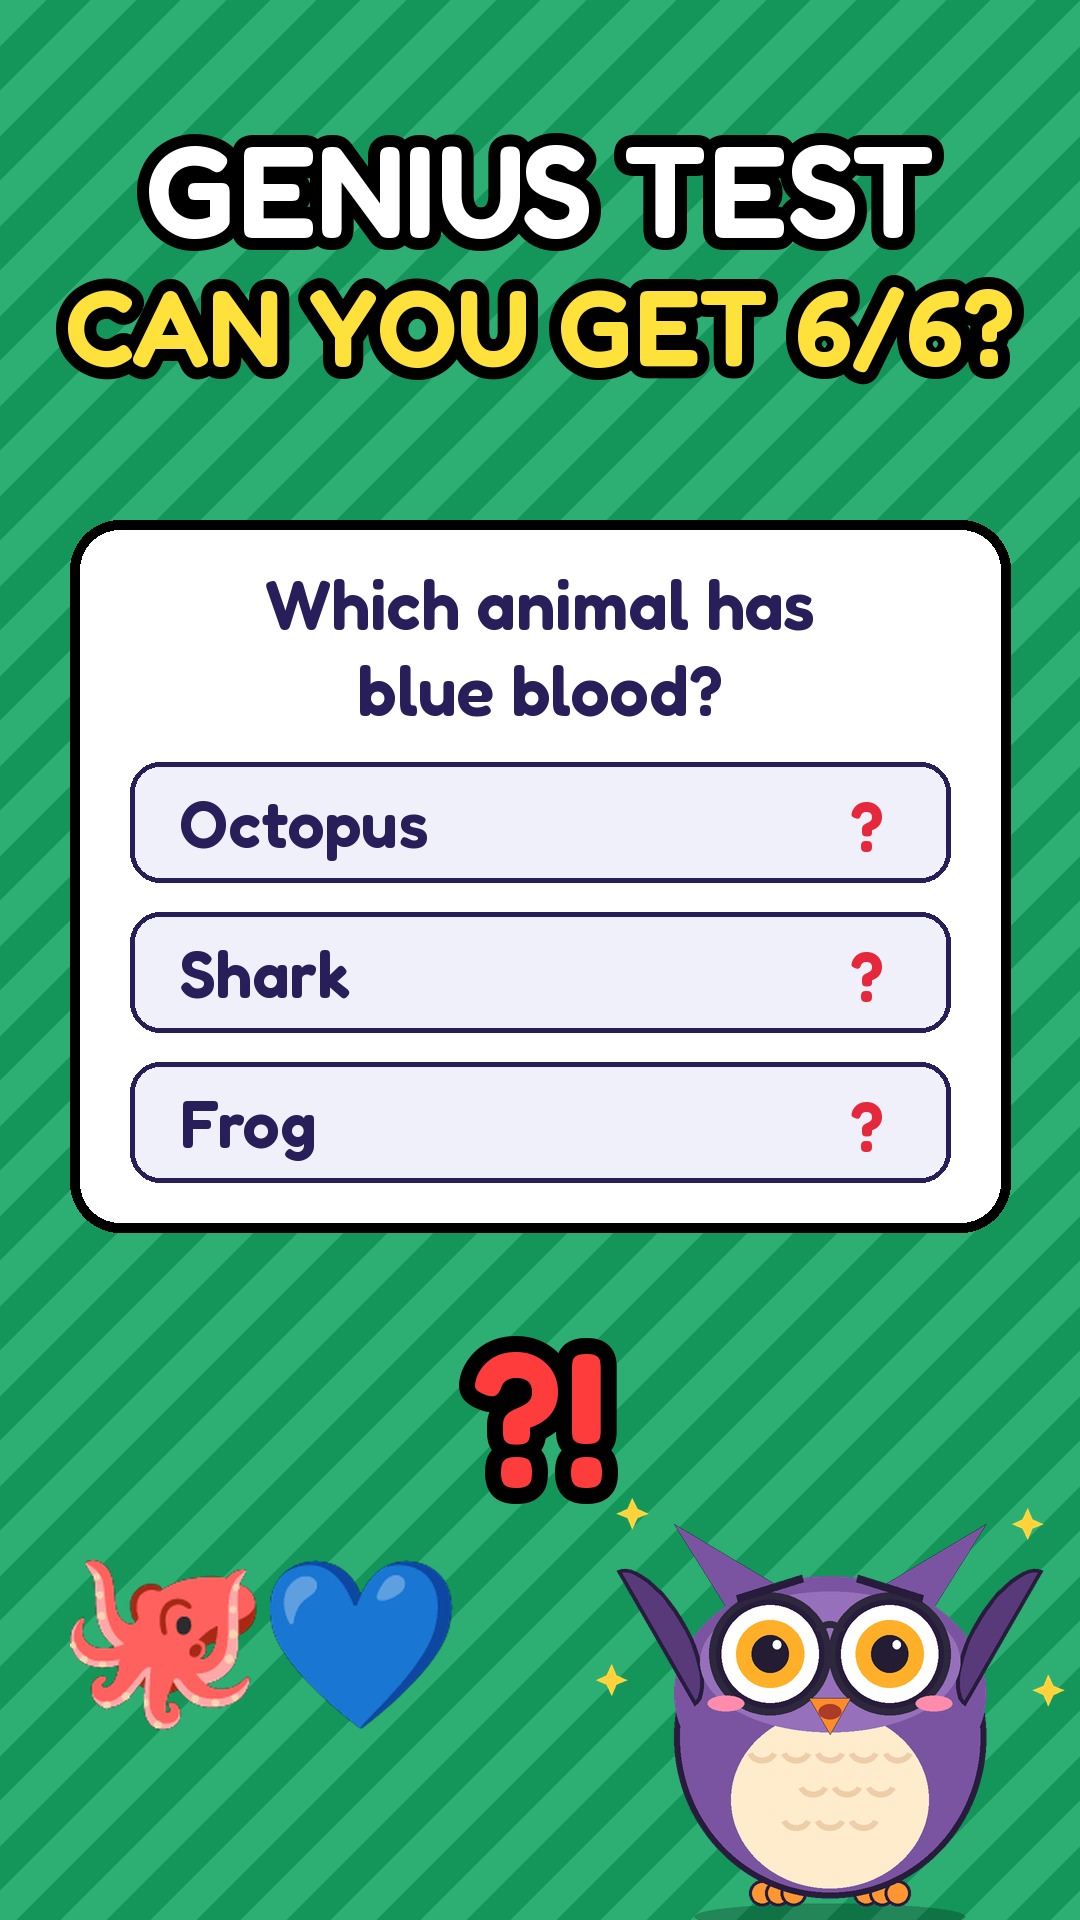 GENIUS TEST
CAN YOU GET 6/6?
Which animal has
blue blood?
Octopus ?
Shark ?
Frog ?
?!